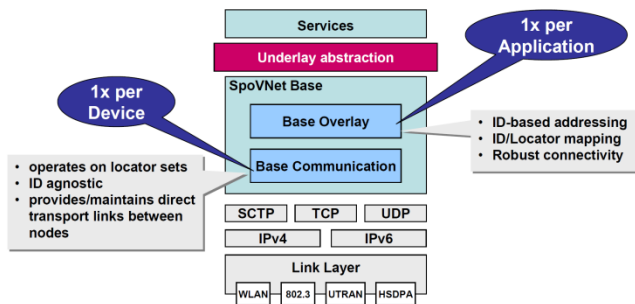 Services
Underlay abstraction
1x per
Application
1x per
Device
SpoVNet Base
Base Overlay
Base Communication
• ID-based addressing
• ID/Locator mapping
• Robust connectivity
• operates on locator sets
• ID agnostic
• provides/maintains direct
transport links between
nodes
SCTP TCP UDP
IPv4 IPv6
Link Layer
WLAN 802.3 UTRAN HSDPA